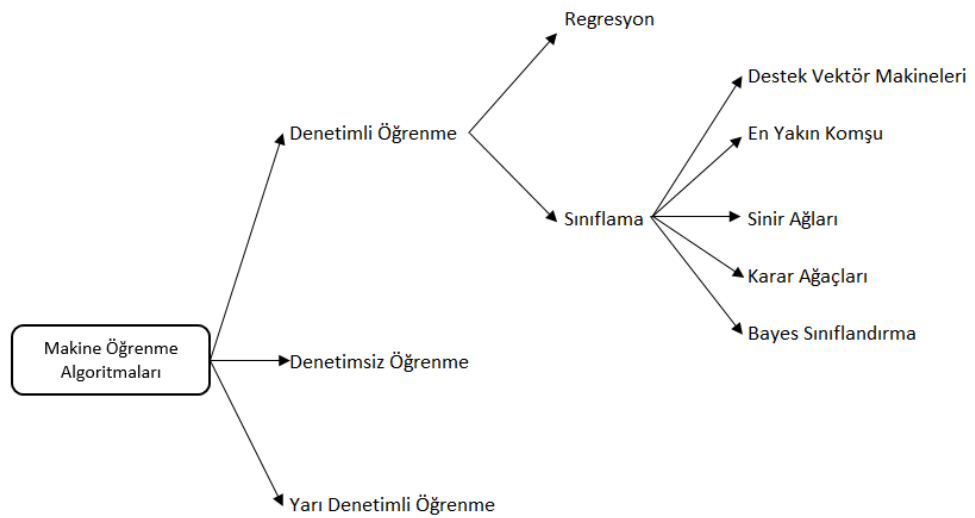 Regresyon
Destek Vektör Makineleri
Denetimli Öğrenme
En Yakın Komşu
Sınıflama
Sinir Ağları
Karar Ağaçları
Bayes Sınıflandırma
Makine Öğrenme
Algoritmaları
Denetimsiz Öğrenme
Yarı Denetimli Öğrenme